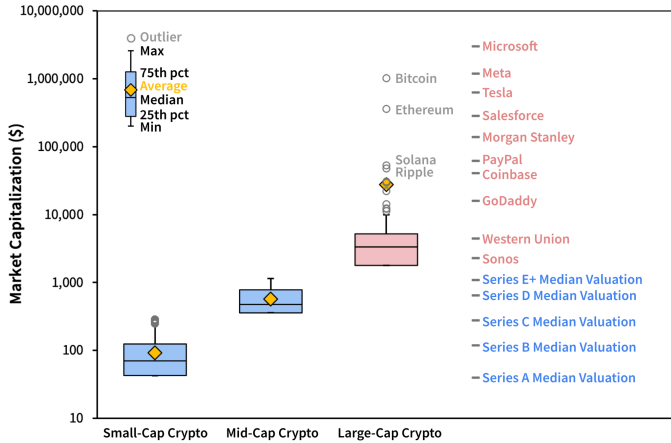 Market Capitalization ($)
10,000,000
1,000,000
100,000
10,000
1,000
100
10
Outlier
Max
75th pct
Average
Median
25th pct
Min
Bitcoin
Ethereum
Solana
Ripple
Microsoft
Meta
Tesla
Salesforce
Morgan Stanley
PayPal
Coinbase
GoDaddy
Western Union
Sonos
Series E+ Median Valuation
Series D Median Valuation
Series C Median Valuation
Series B Median Valuation
Series A Median Valuation
Small-Cap Crypto
Mid-Cap Crypto
Large-Cap Crypto